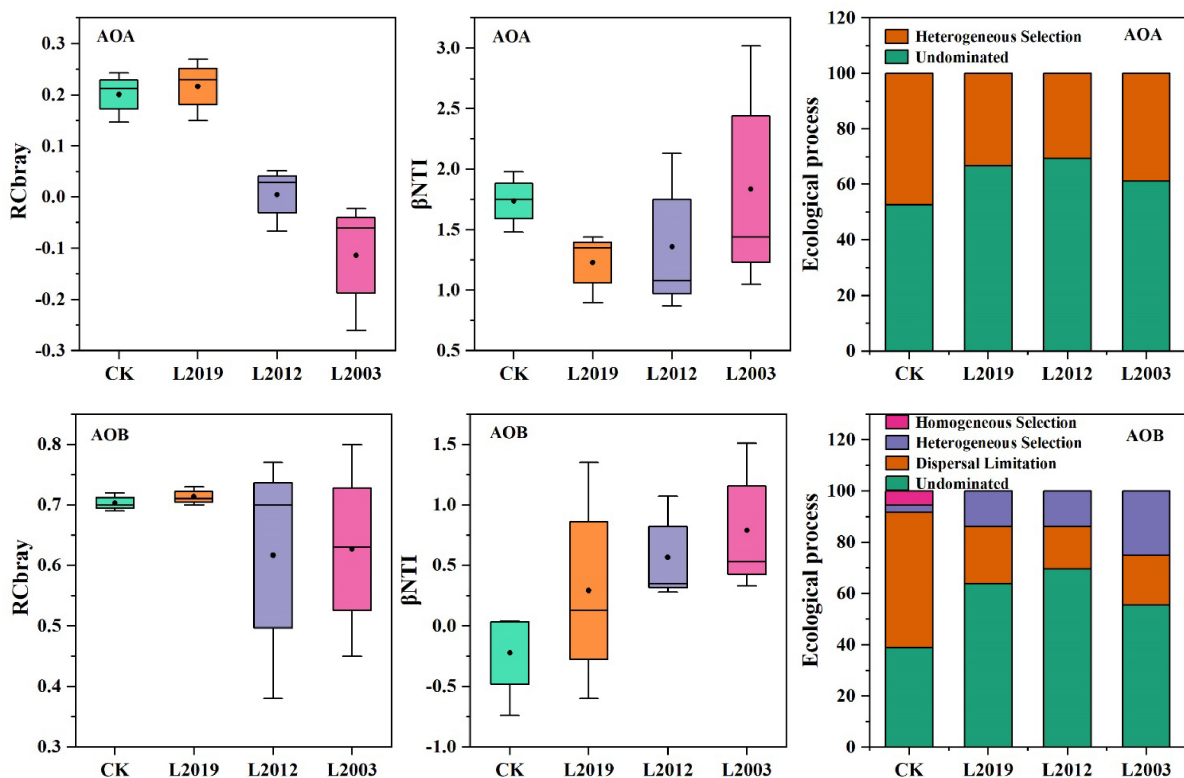 AOA
RCbray
0.3
0.2
0.1
0.0
-0.1
-0.2
-0.3
CK L2019 L2012 L2003
AOA
βNTI
3.0
2.5
2.0
1.5
1.0
0.5
CK L2019 L2012 L2003
Heterogeneous Selection AOA
Undominated
Ecological process
120
100
80
60
40
20
0
CK L2019 L2012 L2003
AOB
RCbray
0.8
0.7
0.6
0.5
0.4
0.3
CK L2019 L2012 L2003
AOB
βNTI
1.5
1.0
0.5
0.0
-0.5
-1.0
CK L2019 L2012 L2003
Homogeneous Selection
Heterogeneous Selection AOB
Dispersal Limitation
Undominated
Ecological process
120
100
80
60
40
20
0
CK L2019 L2012 L2003